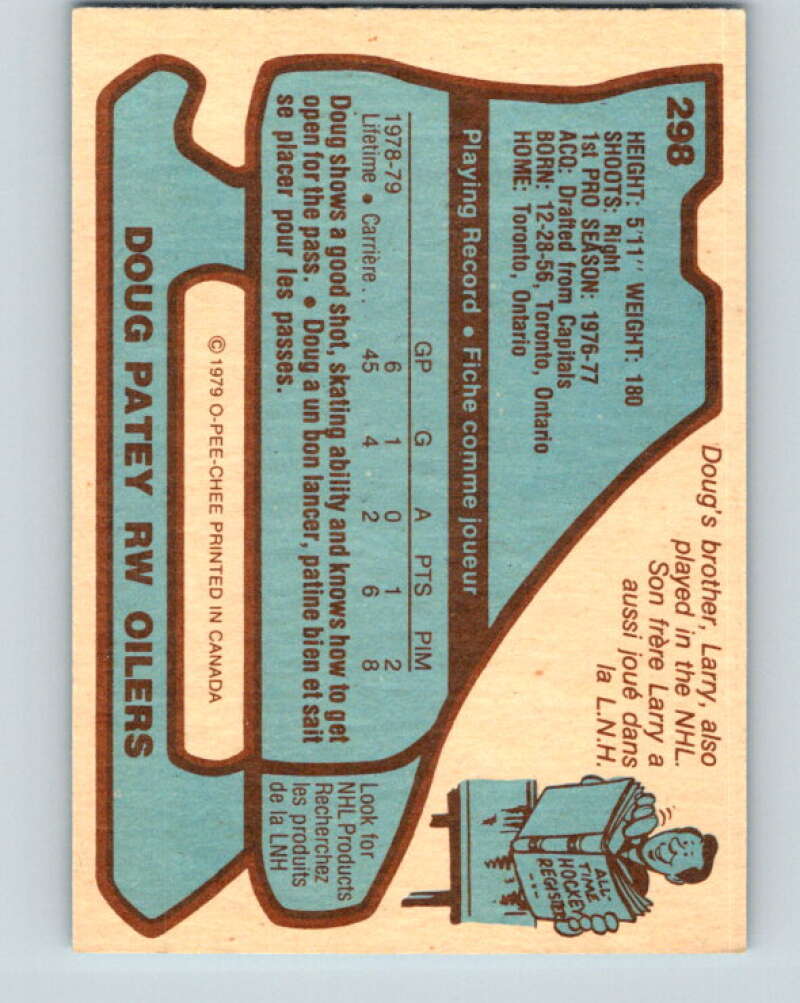 298
HEIGHT: 5'11" WEIGHT: 180
SHOOTS: Right
1st PRO SEASON: 1976-77
ACQ: Drafted from Capitals
BORN: 12-28-56, Toronto, Ontario
HOME: Toronto, Ontario
Doug's brother, Larry, also
played in the NHL.
Son frère Larry a
aussi joué dans
la L.N.H.
ALL-
TIME
HOCKEY
REGISTER
Playing Record • Fiche comme joueur
GP G A PTS PIM
1978-79 6 1 0 1 2
Lifetime • Carrière . . 45 4 2 6 8
Doug shows a good shot, skating ability and knows how to get
open for the pass. • Doug a un bon lancer, patine bien et sait
se placer pour les passes.
Look for
NHL Products
Recherchez
les produits
de la LNH
© 1979 O-PEE-CHEE PRINTED IN CANADA
DOUG PATEY RW OILERS